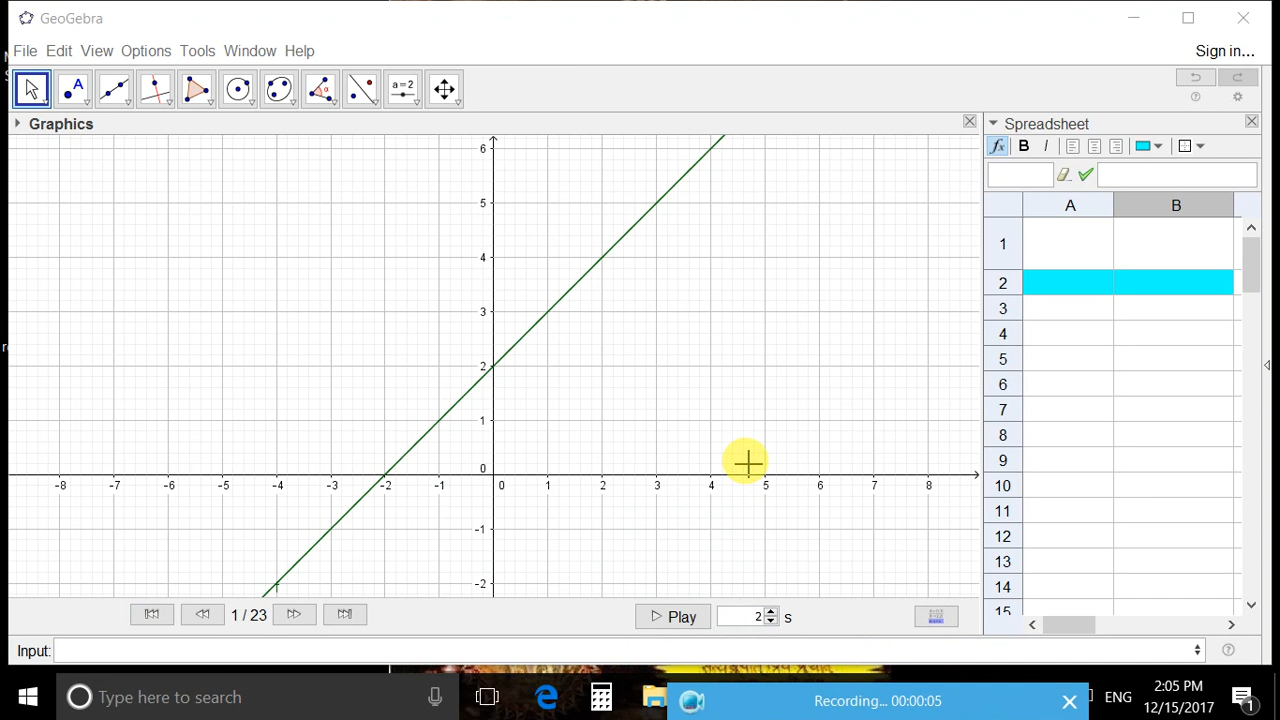 GeoGebra
File Edit View Options Tools Window Help
Sign in...
A
α
a=2
Graphics
Spreadsheet
fx B I
A B
6
5
4
3
2
1
0
-8 -7 -6 -5 -4 -3 -2 -1 0 1 2 3 4 5 6 7 8
-1
-2
f
1
2
3
4
5
6
7
8
9
10
11
12
13
14
15
1 / 23
Play
2 s
Input:
Type here to search
Recording... 00:00:05
ENG
2:05 PM
12/15/2017
1